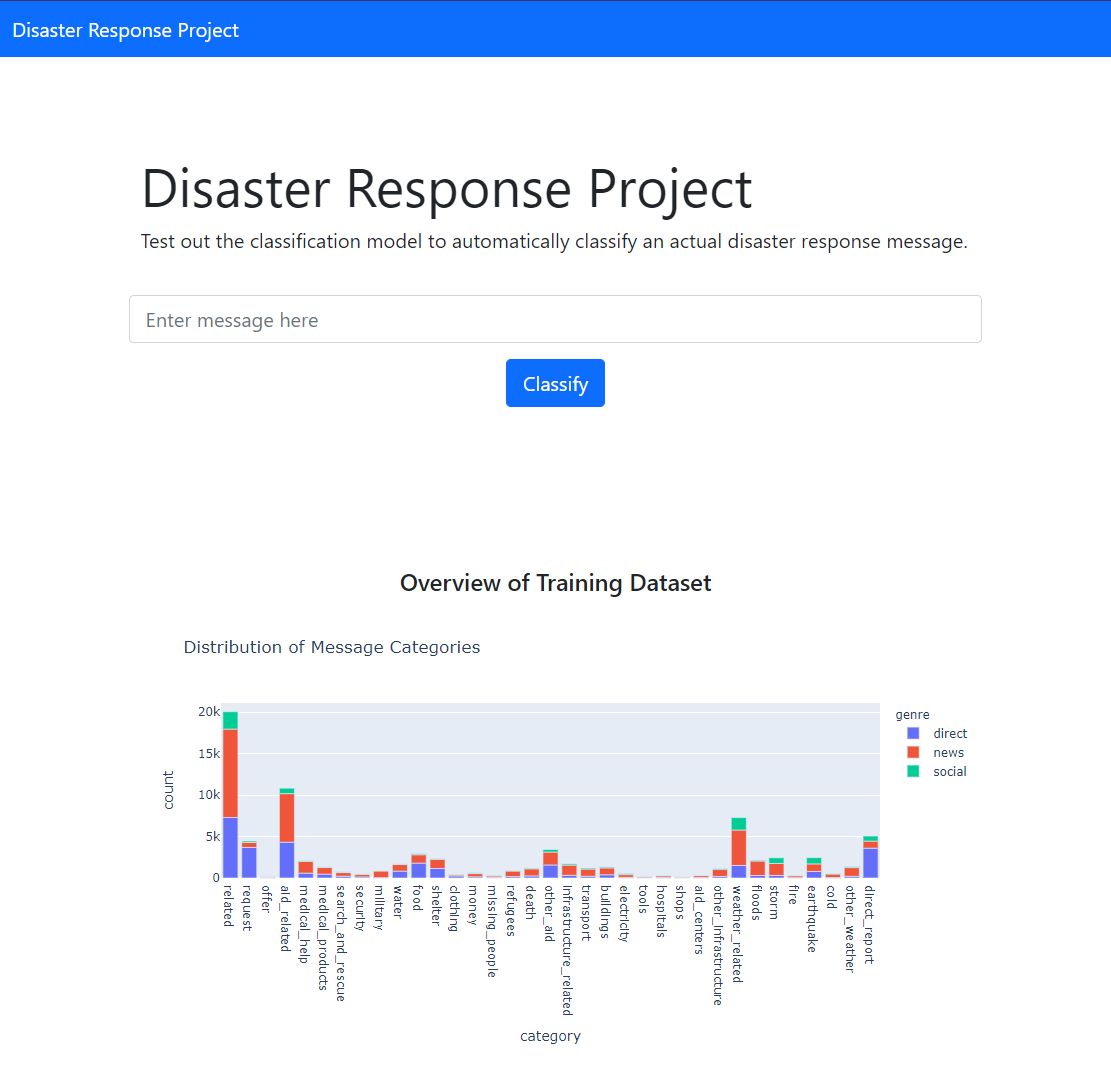 Disaster Response Project
Disaster Response Project
Test out the classification model to automatically classify an actual disaster response message.
Enter message here
Classify
Overview of Training Dataset
Distribution of Message Categories
20k
15k
10k
5k
0
count
genre
direct
news
social
related
request
offer
aid_related
medical_help
medical_products
search_and_rescue
security
military
water
food
shelter
clothing
money
missing_people
refugees
death
other_aid
infrastructure_related
transport
buildings
electricity
tools
hospitals
shops
aid_centers
other_infrastructure
weather_related
floods
storm
fire
earthquake
cold
other_weather
direct_report
category